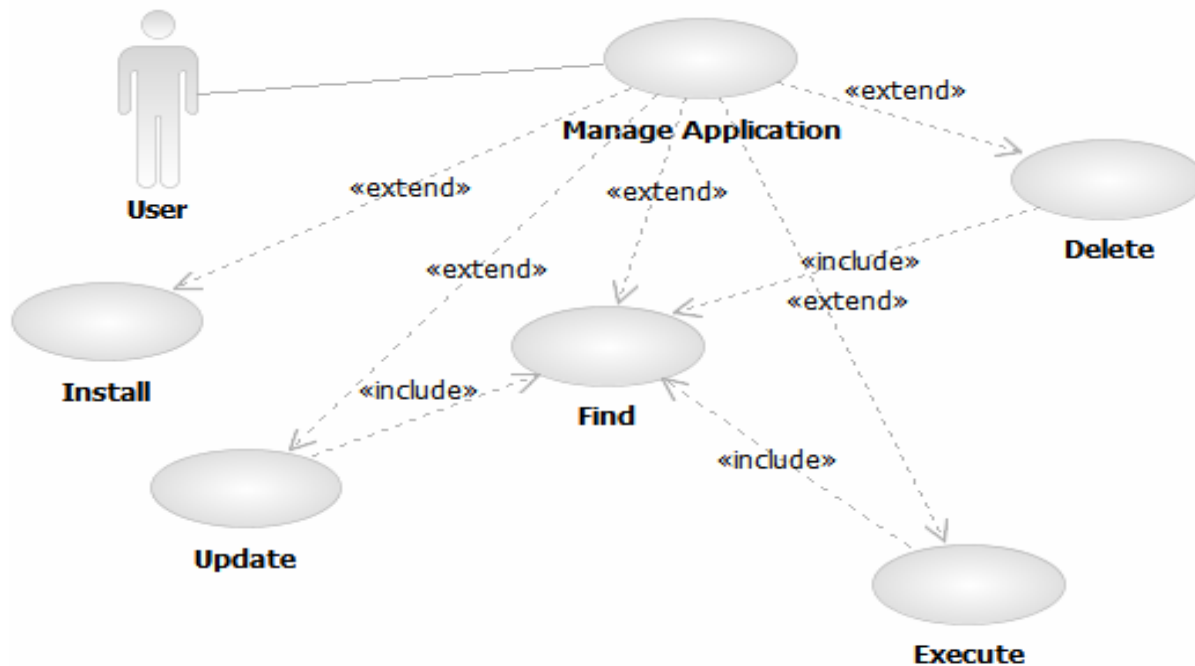 «extend»
Manage Application
«extend»
«extend»
User
Delete
«include»
«extend»
«extend»
Install
«include»
Find
«include»
Update
Execute